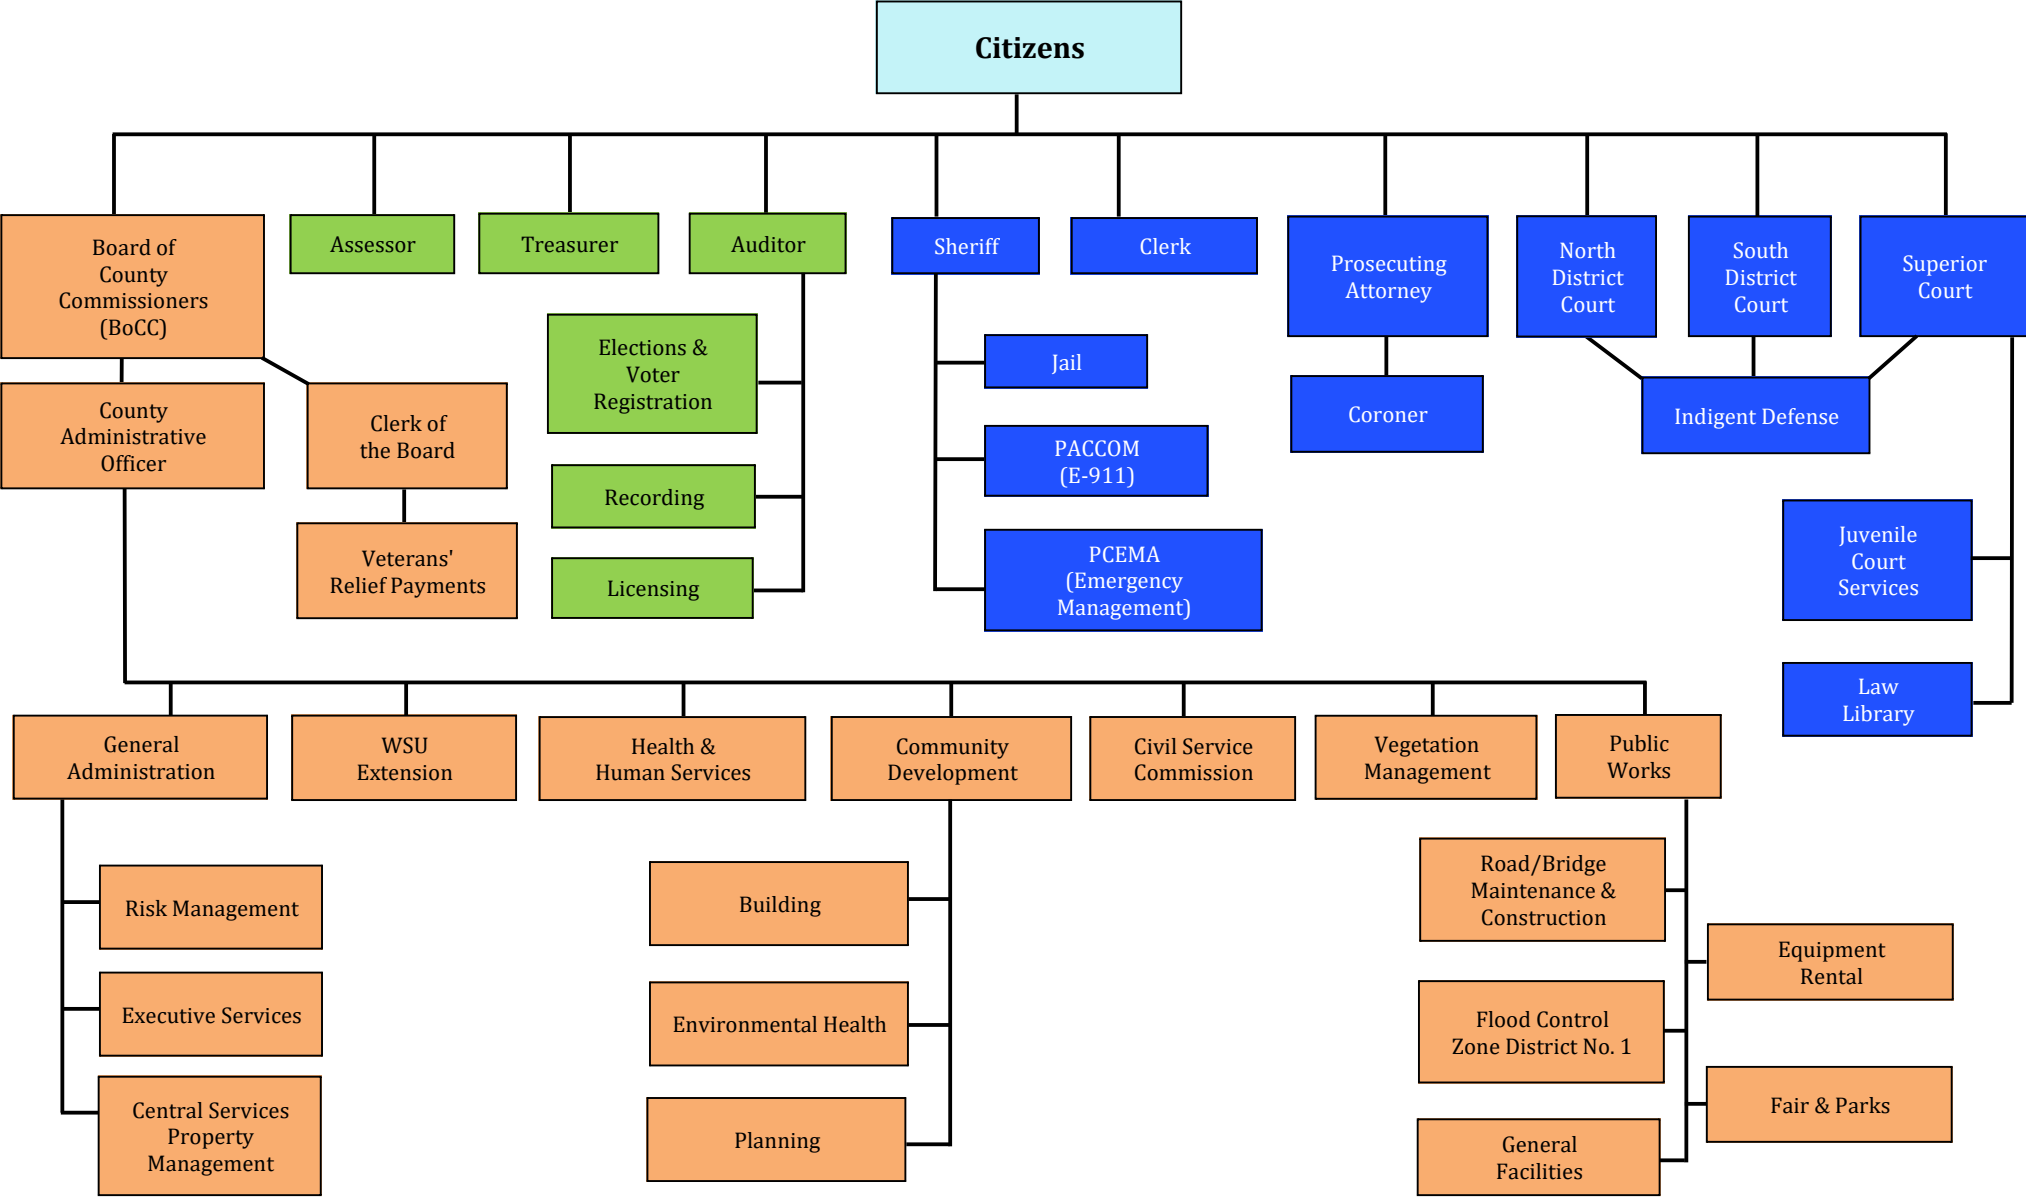 Citizens
Board of
County
Commissioners
(BoCC)
Assessor
Treasurer
Auditor
Sheriff
Clerk
Prosecuting
Attorney
North
District
Court
South
District
Court
Superior
Court
County
Administrative
Officer
Clerk of
the Board
Veterans'
Relief Payments
Elections &
Voter
Registration
Recording
Licensing
Jail
PACCOM
(E-911)
PCEMA
(Emergency
Management)
Coroner
Indigent Defense
Juvenile
Court
Services
Law
Library
General
Administration
WSU
Extension
Health &
Human Services
Community
Development
Civil Service
Commission
Vegetation
Management
Public
Works
Risk Management
Executive Services
Central Services
Property
Management
Building
Environmental Health
Planning
Road/Bridge
Maintenance &
Construction
Equipment
Rental
Flood Control
Zone District No. 1
Fair & Parks
General
Facilities